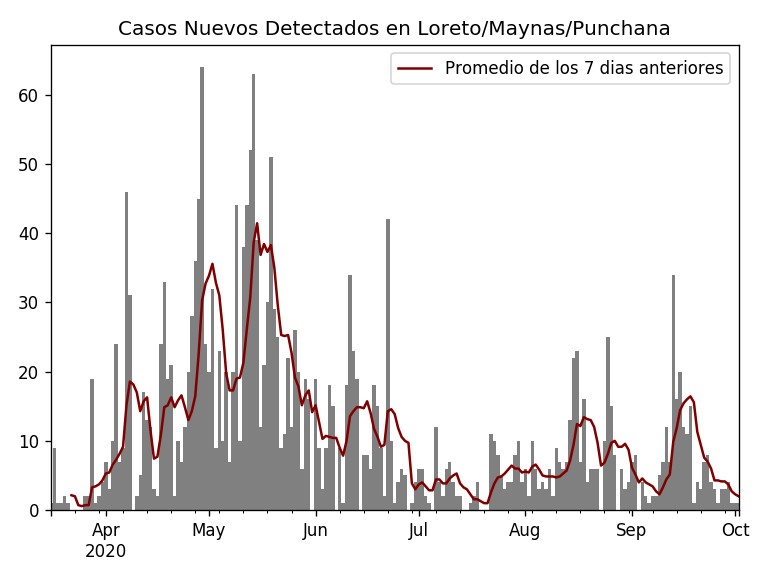 Casos Nuevos Detectados en Loreto/Maynas/Punchana
Promedio de los 7 dias anteriores
60
50
40
30
20
10
0
Apr May Jun Jul Aug Sep Oct
2020